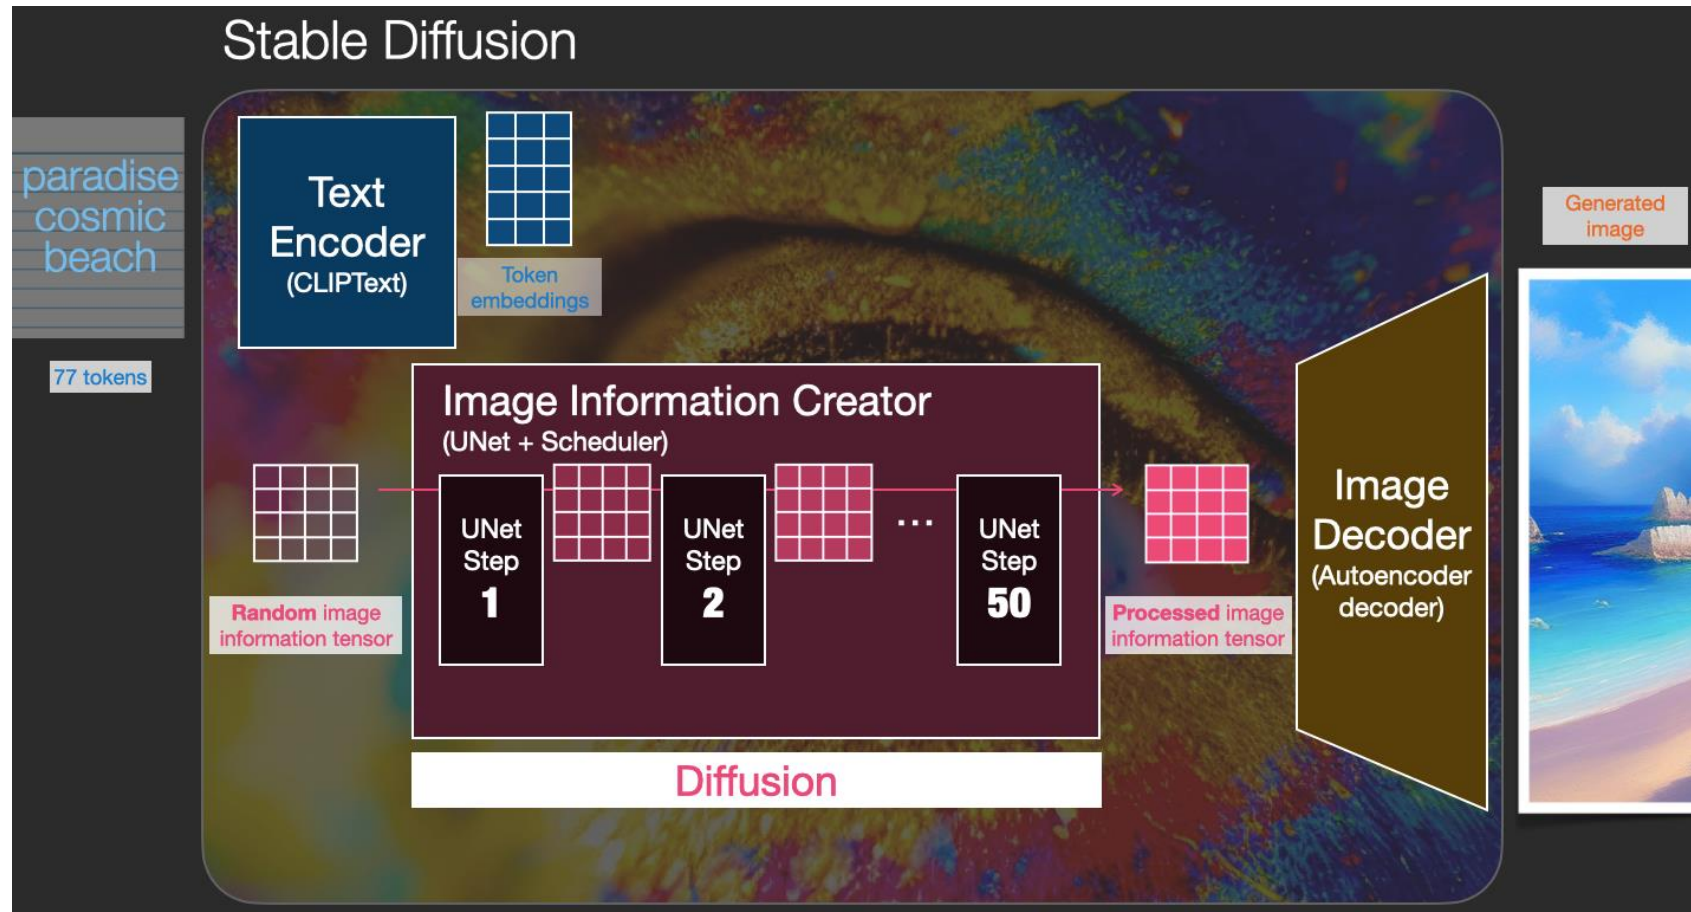 Stable Diffusion
paradise
cosmic
beach
77 tokens
Text
Encoder
(CLIPText)
Token
embeddings
Image Information Creator
(UNet + Scheduler)
Random image
information tensor
UNet
Step
1
UNet
Step
2
...
UNet
Step
50
Processed image
information tensor
Diffusion
Image
Decoder
(Autoencoder
decoder)
Generated
image